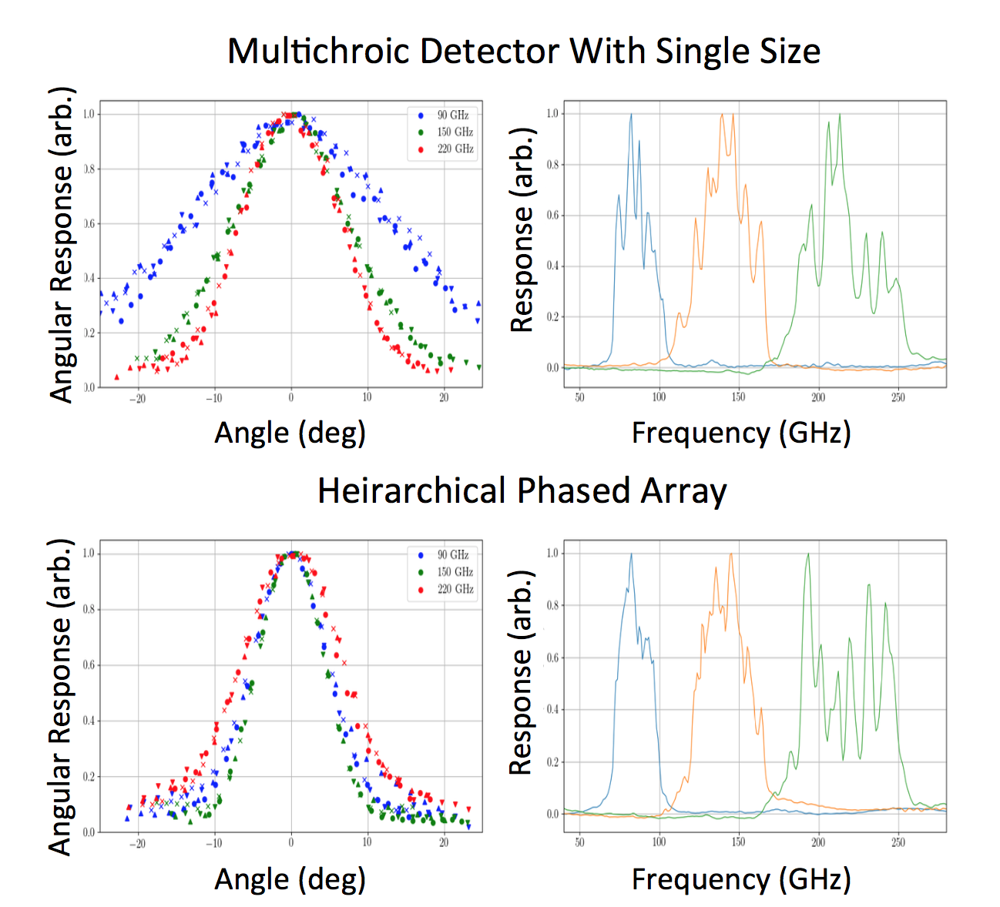 Multichroic Detector With Single Size
Angular Response (arb.)
1.0
0.8
0.6
0.4
0.2
0.0
90 GHz
150 GHz
220 GHz
−20 −10 0 10 20
Angle (deg)
Response (arb.)
1.0
0.8
0.6
0.4
0.2
0.0
50 100 150 200 250
Frequency (GHz)
Heirarchical Phased Array
Angular Response (arb.)
1.0
0.8
0.6
0.4
0.2
0.0
90 GHz
150 GHz
220 GHz
−20 −10 0 10 20
Angle (deg)
Response (arb.)
1.0
0.8
0.6
0.4
0.2
0.0
50 100 150 200 250
Frequency (GHz)